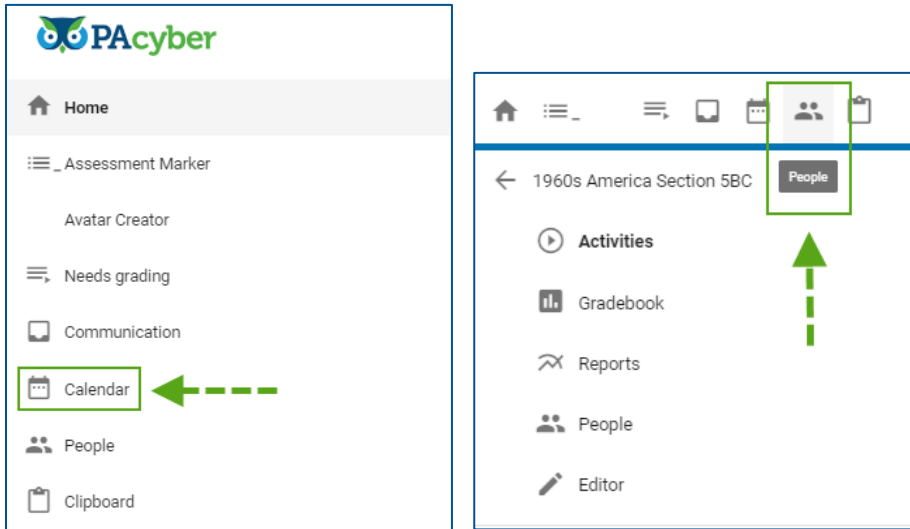 PAcyber
Home
Assessment Marker
Avatar Creator
Needs grading
Communication
Calendar
People
Clipboard
People
1960s America Section 5BC
Activities
Gradebook
Reports
People
Editor